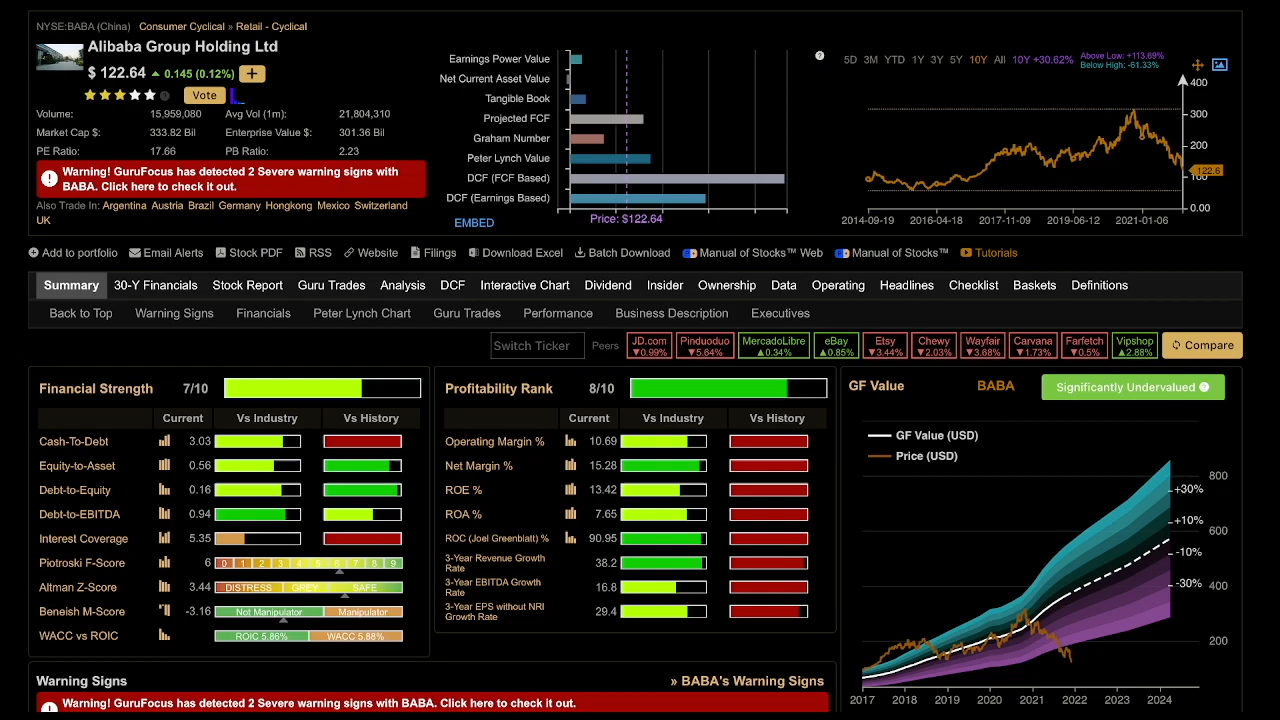 NYSE:BABA (China) Consumer Cyclical » Retail - Cyclical
Alibaba Group Holding Ltd
$ 122.64 ▲ 0.145 (0.12%) +
Vote
Volume: 15,959,080 Avg Vol (1m): 21,804,310
Market Cap $: 333.82 Bil Enterprise Value $: 301.36 Bil
PE Ratio: 17.66 PB Ratio: 2.23
Warning! GuruFocus has detected 2 Severe warning signs with
BABA. Click here to check it out.
Also Trade In: Argentina Austria Brazil Germany Hongkong Mexico Switzerland
UK
Earnings Power Value
Net Current Asset Value
Tangible Book
Projected FCF
Graham Number
Peter Lynch Value
DCF (FCF Based)
DCF (Earnings Based)
EMBED
Price: $122.64
5D 3M YTD 1Y 3Y 5Y 10Y All 10Y +30.62%
Above Low: +113.69%
Below High: -61.33%
400
300
200
122.6
100
0.00
2014-09-19 2016-04-18 2017-11-09 2019-06-12 2021-01-06
Add to portfolio Email Alerts Stock PDF RSS Website Filings Download Excel Batch Download Manual of Stocks™ Web Manual of Stocks™ Tutorials
Summary 30-Y Financials Stock Report Guru Trades Analysis DCF Interactive Chart Dividend Insider Ownership Data Operating Headlines Checklist Baskets Definitions
Back to Top Warning Signs Financials Peter Lynch Chart Guru Trades Performance Business Description Executives
Switch Ticker Peers
JD.com Pinduoduo MercadoLibre eBay Etsy Chewy Wayfair Carvana Farfetch Vipshop
▼0.99% ▼5.64% ▲0.34% ▲0.85% ▼3.44% ▼2.03% ▼3.68% ▼1.73% ▼0.5% ▲2.88%
Compare
Financial Strength 7/10
Current Vs Industry Vs History
Cash-To-Debt 3.03
Equity-to-Asset 0.56
Debt-to-Equity 0.16
Debt-to-EBITDA 0.94
Interest Coverage 5.35
Piotroski F-Score 6 0 1 2 3 4 5 6 7 8 9
Altman Z-Score 3.44 DISTRESS GREY SAFE
Beneish M-Score -3.16 Not Manipulator Manipulator
WACC vs ROIC ROIC 5.86% WACC 5.88%
Profitability Rank 8/10
Current Vs Industry Vs History
Operating Margin % 10.69
Net Margin % 15.28
ROE % 13.42
ROA % 7.65
ROC (Joel Greenblatt) % 90.95
3-Year Revenue Growth
Rate 38.2
3-Year EBITDA Growth
Rate 16.8
3-Year EPS without NRI
Growth Rate 29.4
GF Value BABA Significantly Undervalued ?
GF Value (USD)
Price (USD)
800
+30%
600
+10%
-10%
400
-30%
200
2017 2018 2019 2020 2021 2022 2023 2024
Warning Signs » BABA's Warning Signs
Warning! GuruFocus has detected 2 Severe warning signs with BABA. Click here to check it out.